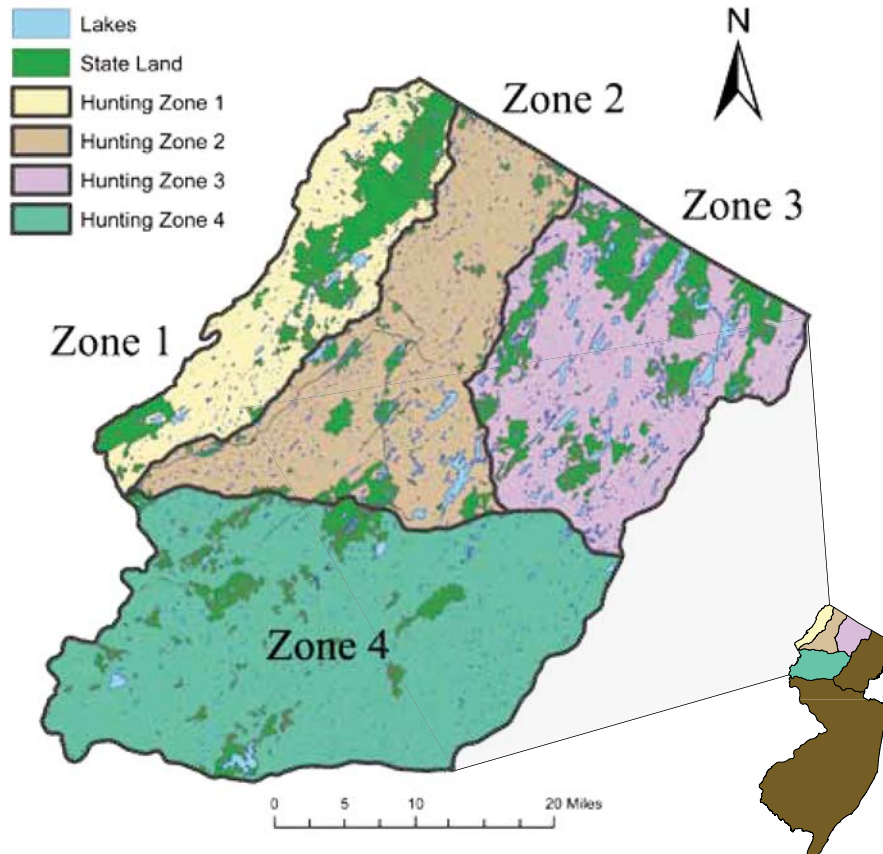 Lakes
State Land
Hunting Zone 1
Hunting Zone 2
Hunting Zone 3
Hunting Zone 4
N
Zone 2
Zone 3
Zone 1
Zone 4
0 5 10 20 Miles